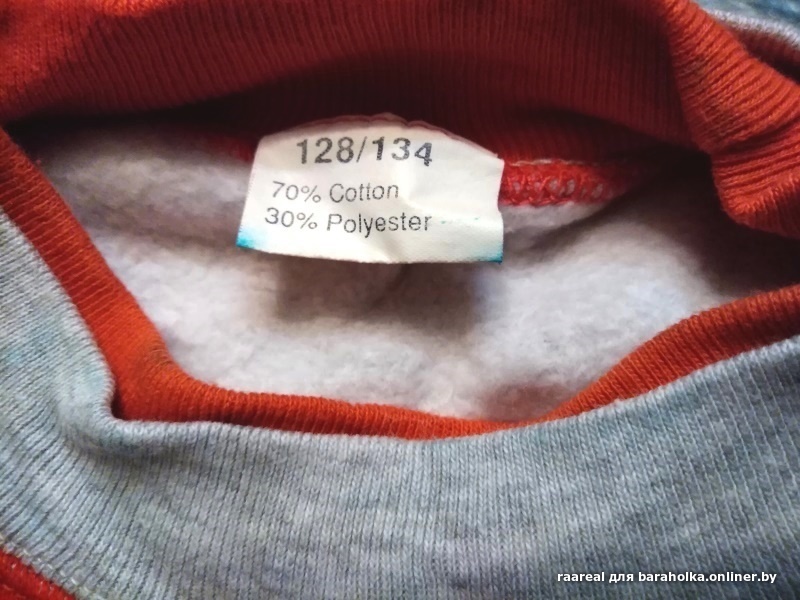 128/134
70% Cotton
30% Polyester
raareal для baraholka.onliner.by